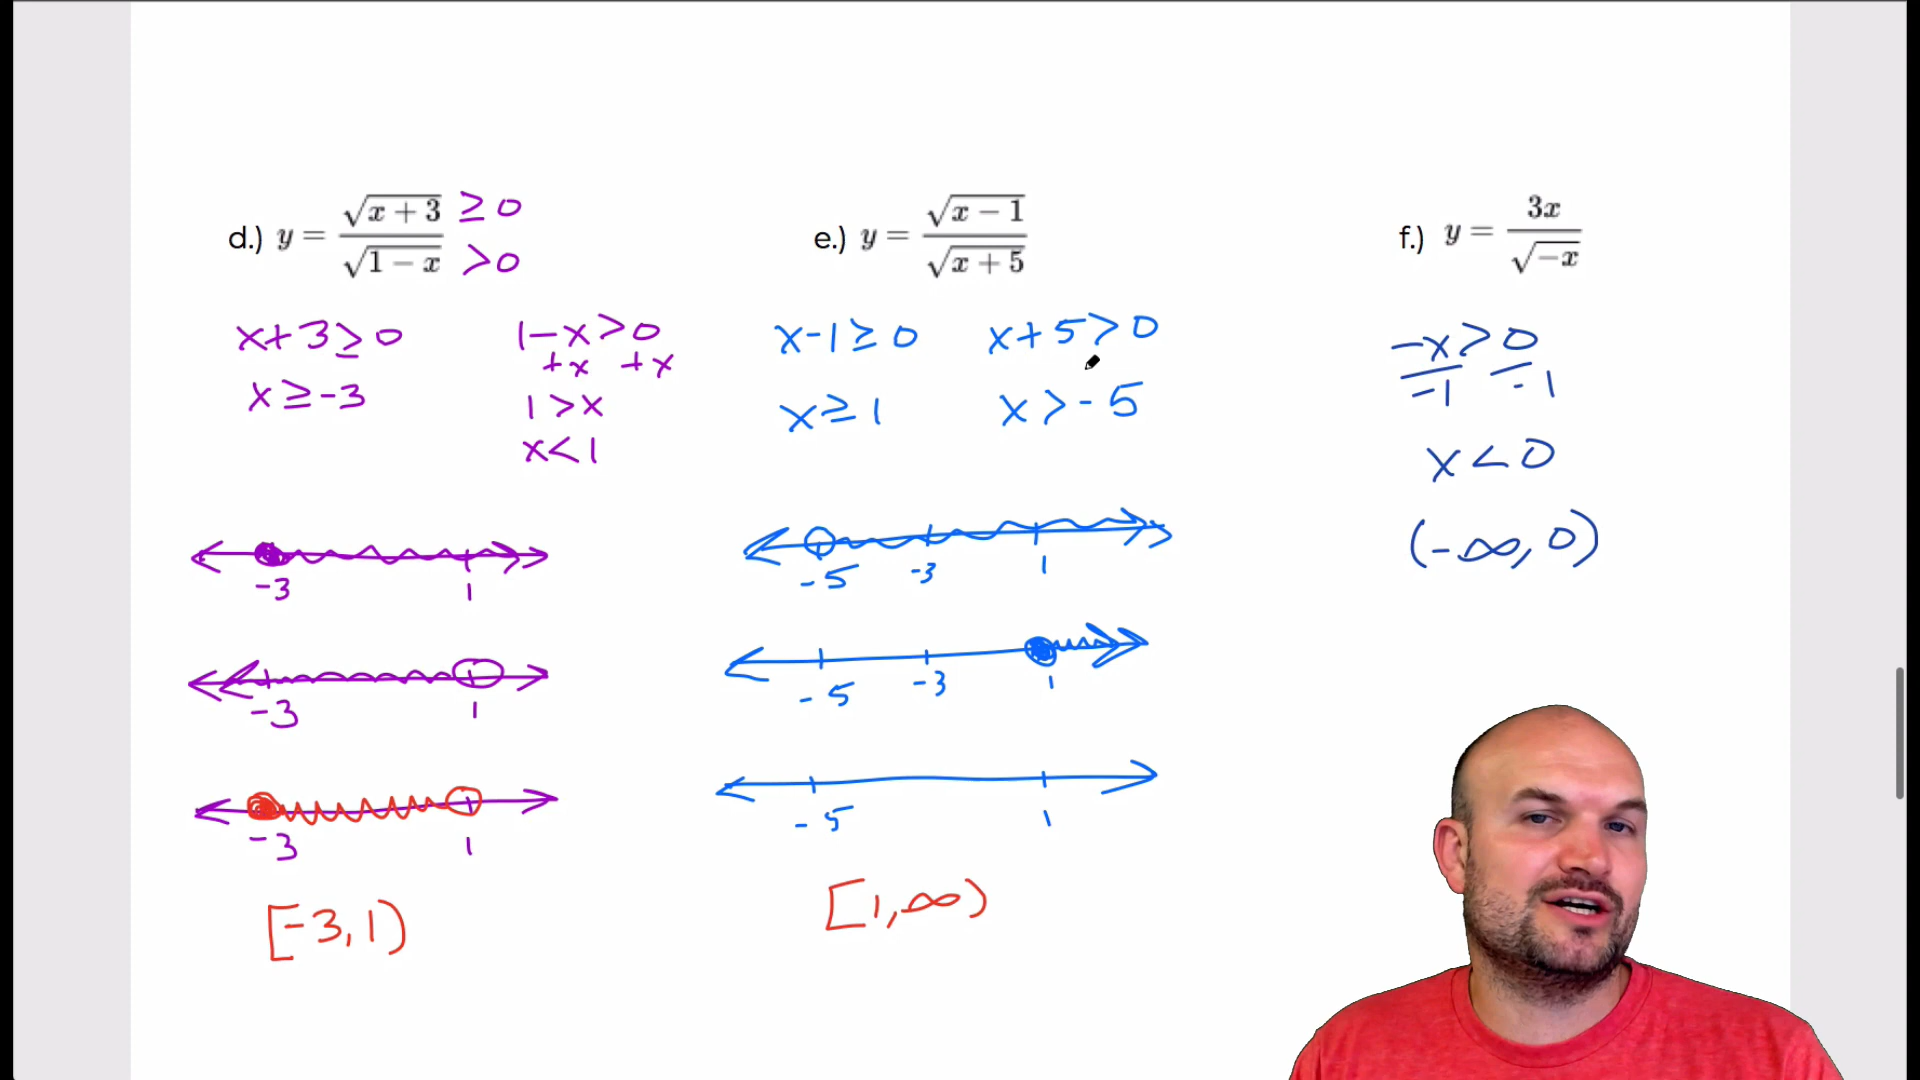 d.) y = √(x + 3) / √(1 − x) ≥ 0 > 0
x + 3 ≥ 0
x ≥ -3
1 - x > 0
+x +x
1 > x
x < 1
-3 1
-3 1
-3 1
[-3, 1)
e.) y = √(x − 1) / √(x + 5)
x - 1 ≥ 0
x ≥ 1
x + 5 > 0
x > -5
-5 -3 1
-5 -3 1
-5 1
[1, ∞)
f.) y = 3x / √(−x)
-x > 0
-1 -1
x < 0
(-∞, 0)